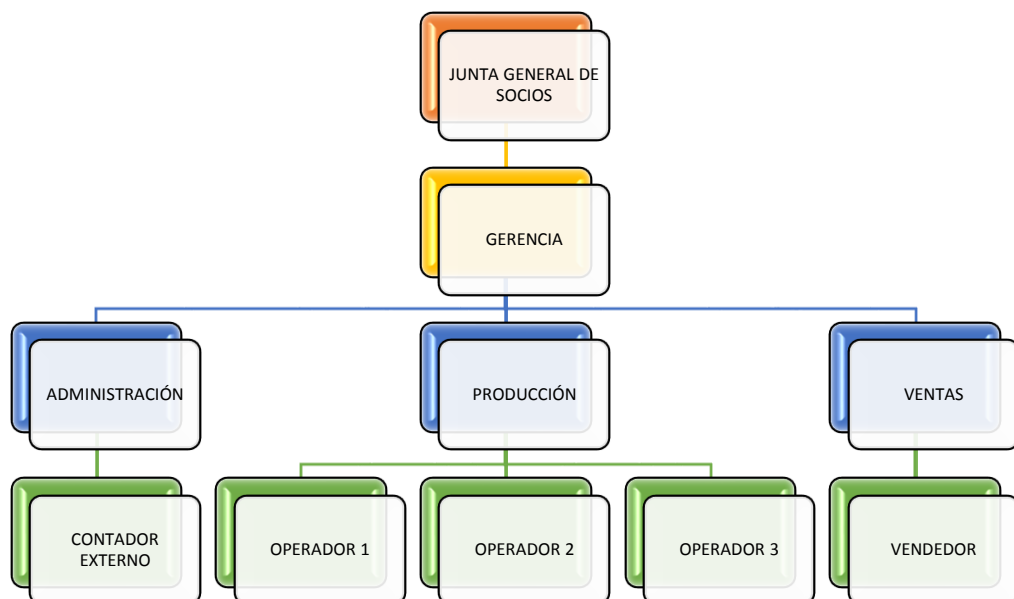 JUNTA GENERAL DE
SOCIOS
GERENCIA
ADMINISTRACIÓN
PRODUCCIÓN
VENTAS
CONTADOR
EXTERNO
OPERADOR 1
OPERADOR 2
OPERADOR 3
VENDEDOR